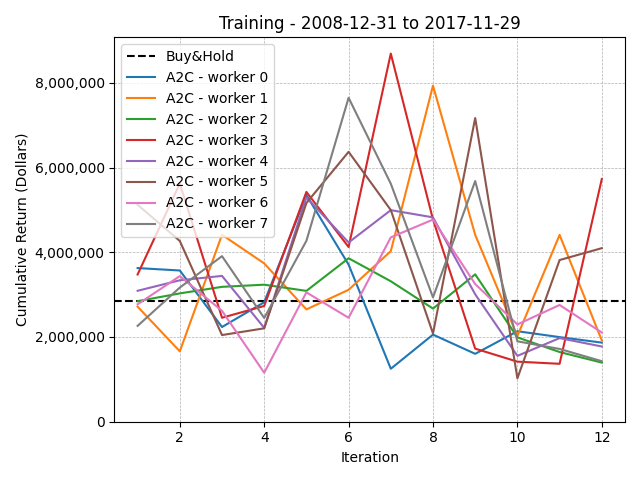 Training - 2008-12-31 to 2017-11-29
Cumulative Return (Dollars)
8,000,000
6,000,000
4,000,000
2,000,000
0
Buy&Hold
A2C - worker 0
A2C - worker 1
A2C - worker 2
A2C - worker 3
A2C - worker 4
A2C - worker 5
A2C - worker 6
A2C - worker 7
2 4 6 8 10 12
Iteration